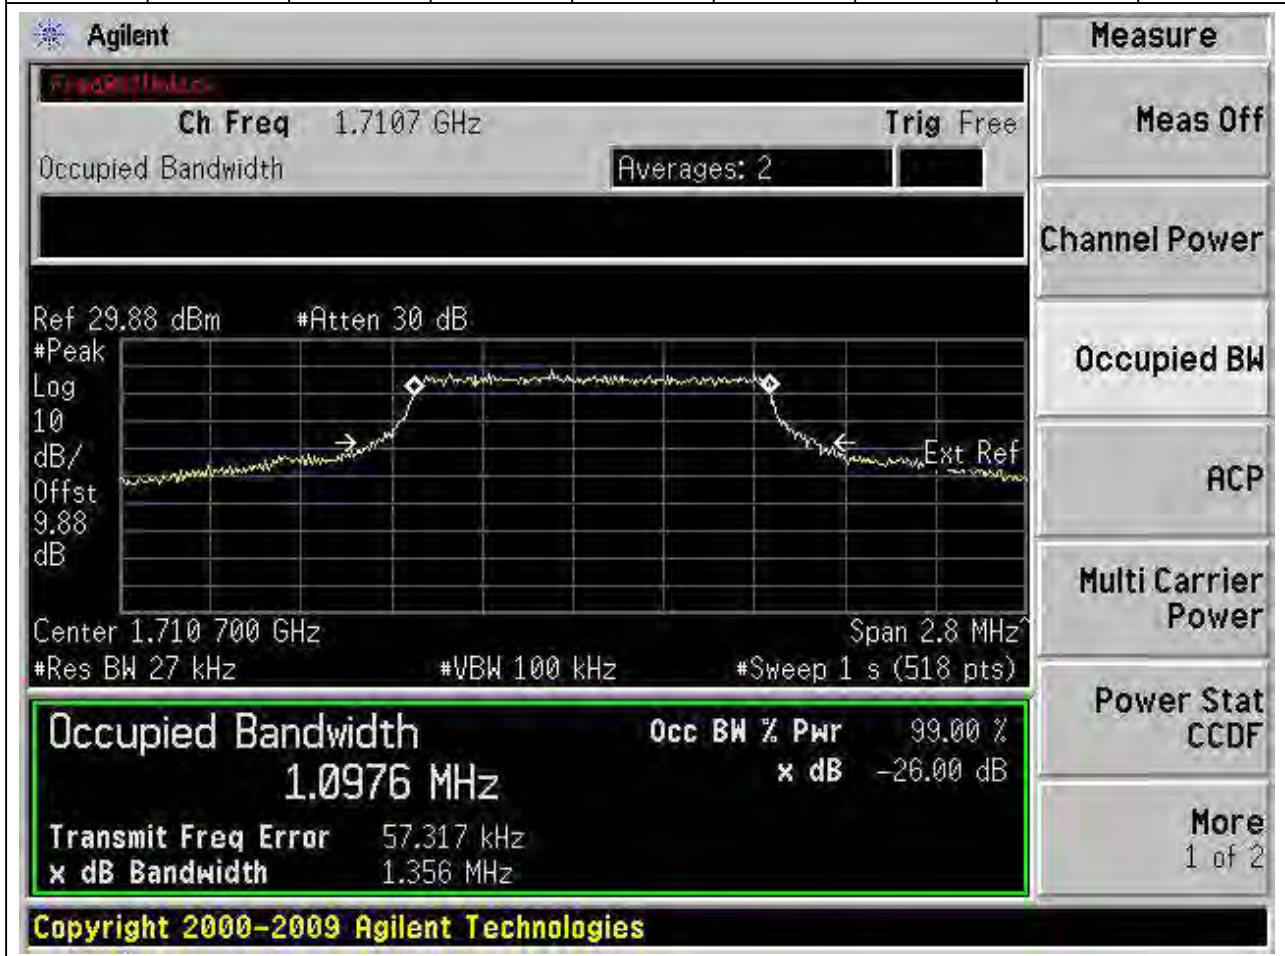 Agilent
Measure
Ch Freq 1.7107 GHz
Trig Free
Meas Off
Occupied Bandwidth
Averages: 2
Channel Power
Ref 29.88 dBm
#Atten 30 dB
#Peak
Log
10
dB/
Offst
9.88
dB
Ext Ref
Occupied BW
ACP
Center 1.710 700 GHz
Span 2.8 MHz^
#Res BW 27 kHz
#VBW 100 kHz
#Sweep 1 s (518 pts)
Multi Carrier
Power
Occupied Bandwidth
1.0976 MHz
Occ BW % Pwr 99.00 %
x dB -26.00 dB
Transmit Freq Error 57.317 kHz
x dB Bandwidth 1.356 MHz
Power Stat
CCDF
More
1 of 2
Copyright 2000-2009 Agilent Technologies